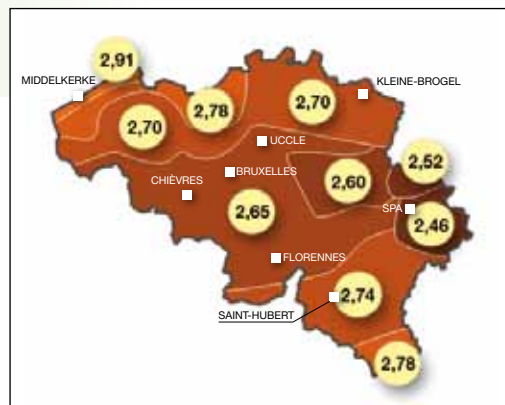 2,91
MIDDELKERKE
KLEINE-BROGEL
2,78
2,70
2,70
UCCLE
2,52
BRUXELLES
CHIÈVRES
2,60
2,65
SPA
2,46
FLORENNES
2,74
SAINT-HUBERT
2,78